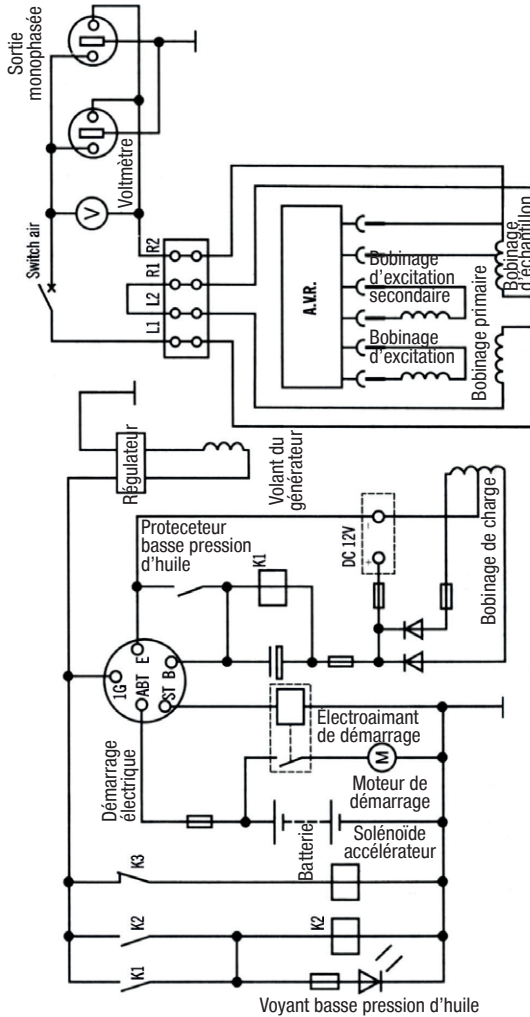 Sortie
monophasée
Voltmètre
V
Switch air
L1 L2 R1 R2
A.V.R.
Bobinage
d'excitation
secondaire
Bobinage
d'excitation
Bobinage primaire
Bobinage
d'échantillon
Régulateur
Volant du
générateur
Proteceteur
basse pression
d'huile
K1
DC 12V
+
-
Bobinage de charge
IG
ABT
E
ST
B
Démarrage
électrique
Électroaimant
de démarrage
M
Moteur de
démarrage
Batterie
Solénoïde
accélérateur
K3
K2
K2
K1
Voyant basse pression d'huile